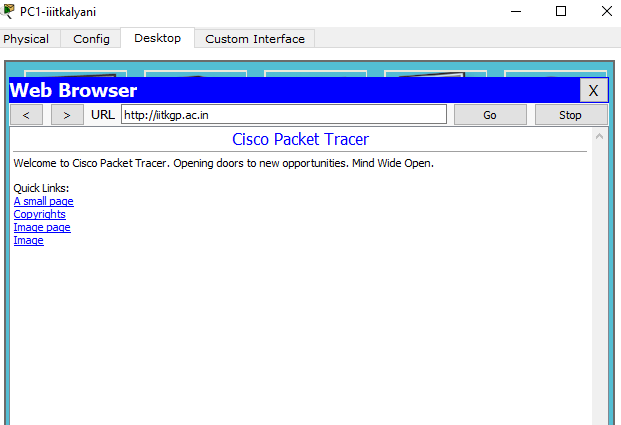 PC1-iiitkalyani
Physical Config Desktop Custom Interface
Web Browser X
< > URL http://iitkgp.ac.in Go Stop
Cisco Packet Tracer
Welcome to Cisco Packet Tracer. Opening doors to new opportunities. Mind Wide Open.
Quick Links:
A small page
Copyrights
Image page
Image